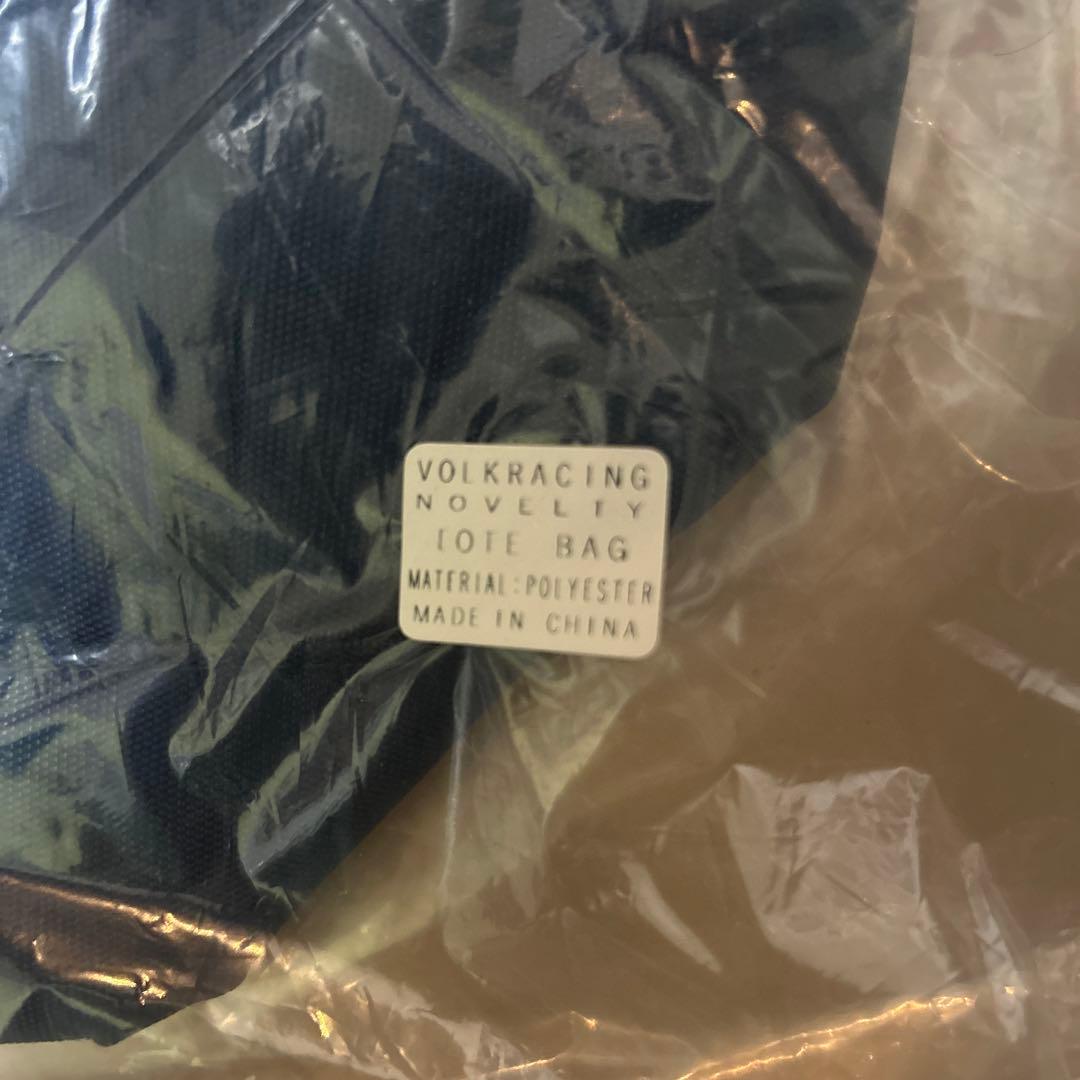 VOLKRACING
NOVELTY
TOTE BAG
MATERIAL:POLYESTER
MADE IN CHINA